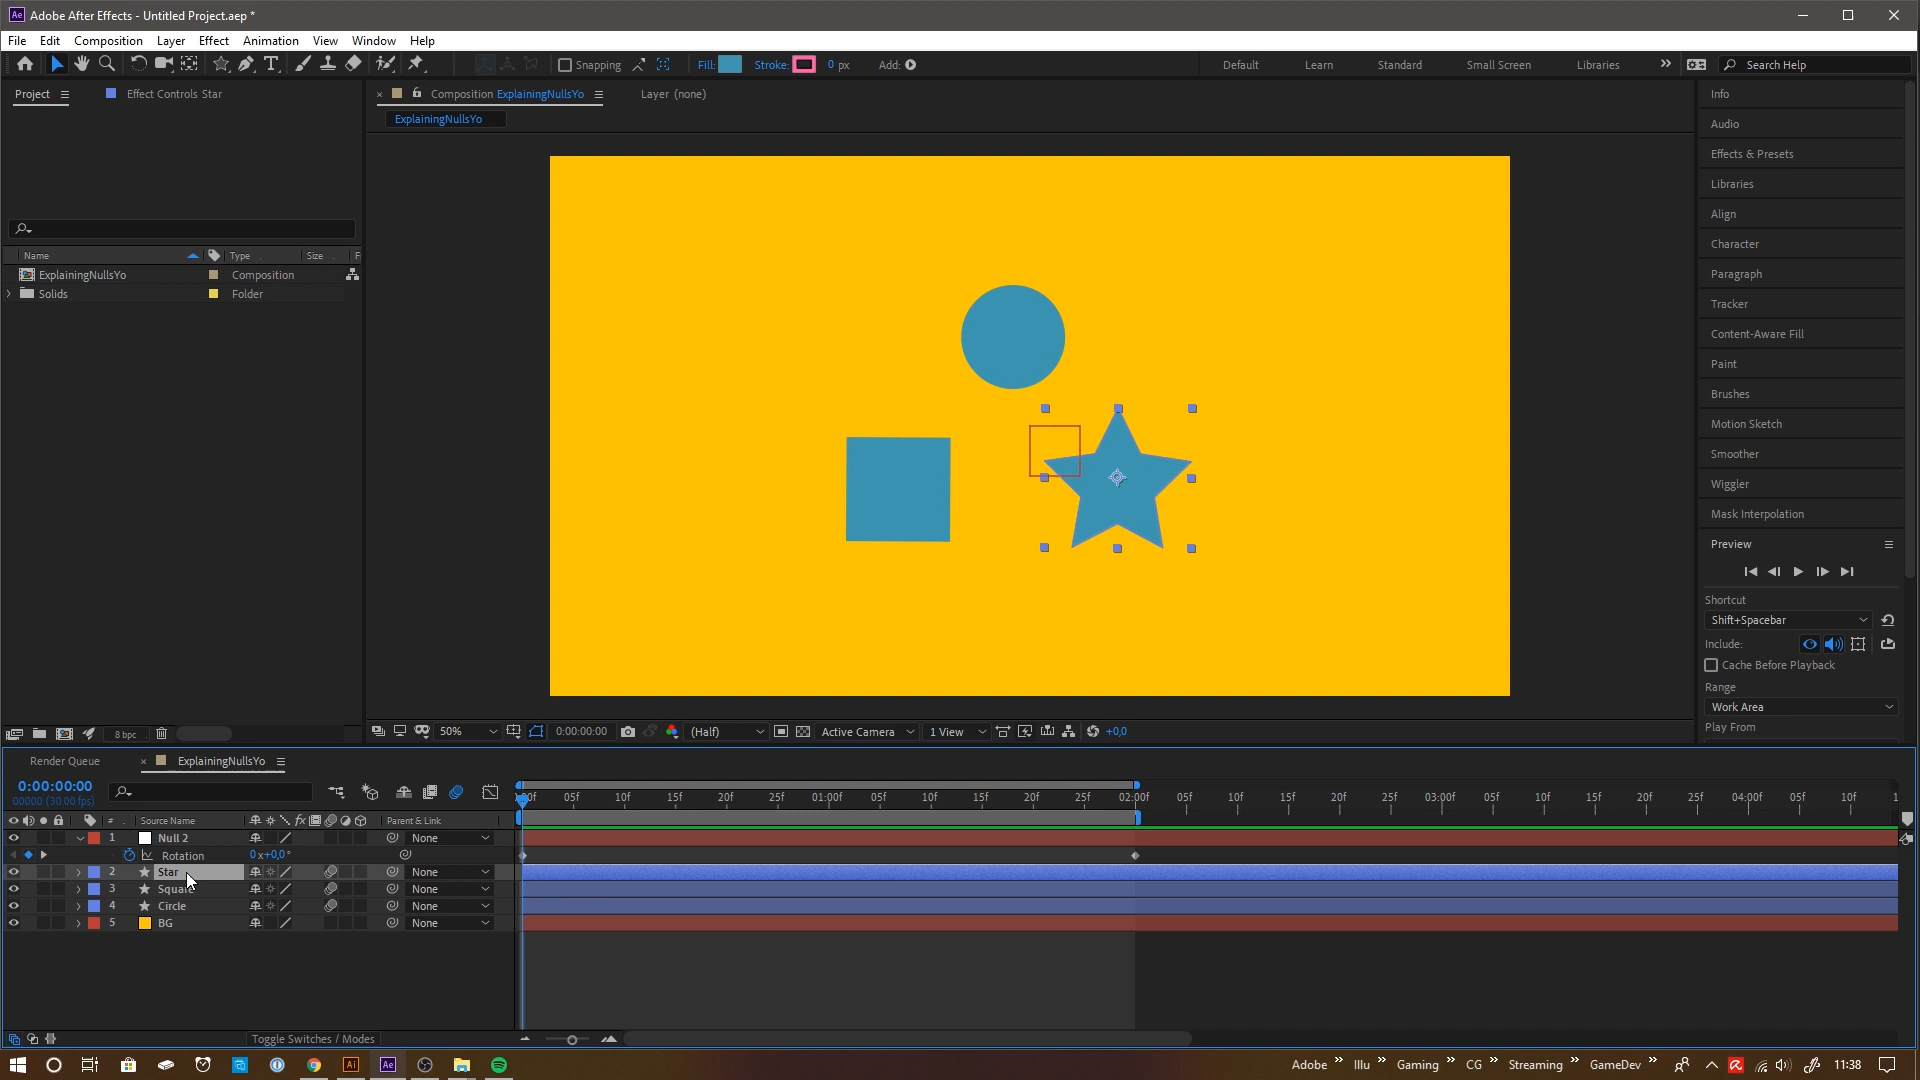 Ae Adobe After Effects - Untitled Project.aep *
File Edit Composition Layer Effect Animation View Window Help
Snapping Fill: Stroke: 0 px Add: Default Learn Standard Small Screen Libraries » Search Help
Project Effect Controls Star
× Composition ExplainingNullsYo Layer (none)
ExplainingNullsYo
Name Type Size F
ExplainingNullsYo Composition
Solids Folder
8 bpc
50% 0:00:00:00 (Half) Active Camera 1 View +0,0
Info
Audio
Effects & Presets
Libraries
Align
Character
Paragraph
Tracker
Content-Aware Fill
Paint
Brushes
Motion Sketch
Smoother
Wiggler
Mask Interpolation
Preview
Shortcut
Shift+Spacebar
Include:
Cache Before Playback
Range
Work Area
Play From
Render Queue × ExplainingNullsYo
0:00:00:00
00000 (30.00 fps)
:00f 05f 10f 15f 20f 25f 01:00f 05f 10f 15f 20f 25f 02:00f 05f 10f 15f 20f 25f 03:00f 05f 10f 15f 20f 25f 04:00f 05f 10f 1
# Source Name fx Parent & Link
1 Null 2 None
Rotation 0x+0,0°
2 Star None
3 Square None
4 Circle None
5 BG None
Toggle Switches / Modes
Ai Ae Adobe » Illu » Gaming » CG » Streaming » GameDev » 11:38